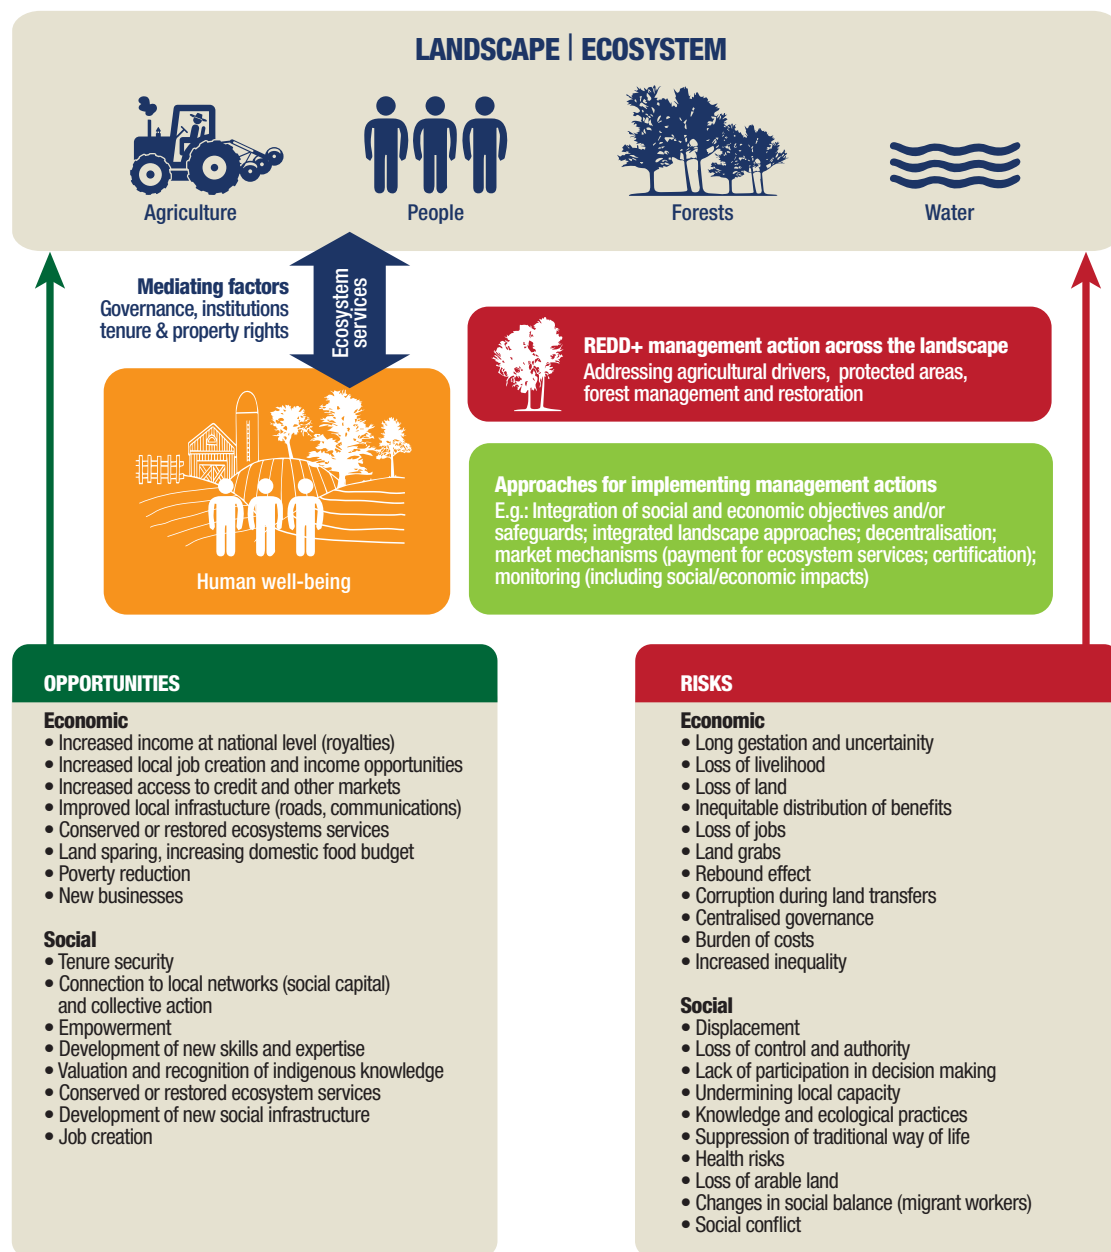 LANDSCAPE | ECOSYSTEM
Agriculture
People
Forests
Water
Mediating factors
Governance, institutions
tenure & property rights
Ecosystem
services
REDD+ management action across the landscape
Addressing agricultural drivers, protected areas,
forest management and restoration
Human well-being
Approaches for implementing management actions
E.g.: Integration of social and economic objectives and/or
safeguards; integrated landscape approaches; decentralisation;
market mechanisms (payment for ecosystem services; certification);
monitoring (including social/economic impacts)
OPPORTUNITIES
Economic
• Increased income at national level (royalties)
• Increased local job creation and income opportunities
• Increased access to credit and other markets
• Improved local infrastucture (roads, communications)
• Conserved or restored ecosystems services
• Land sparing, increasing domestic food budget
• Poverty reduction
• New businesses
Social
• Tenure security
• Connection to local networks (social capital)
and collective action
• Empowerment
• Development of new skills and expertise
• Valuation and recognition of indigenous knowledge
• Conserved or restored ecosystem services
• Development of new social infrastructure
• Job creation
RISKS
Economic
• Long gestation and uncertainity
• Loss of livelihood
• Loss of land
• Inequitable distribution of benefits
• Loss of jobs
• Land grabs
• Rebound effect
• Corruption during land transfers
• Centralised governance
• Burden of costs
• Increased inequality
Social
• Displacement
• Loss of control and authority
• Lack of participation in decision making
• Undermining local capacity
• Knowledge and ecological practices
• Suppression of traditional way of life
• Health risks
• Loss of arable land
• Changes in social balance (migrant workers)
• Social conflict